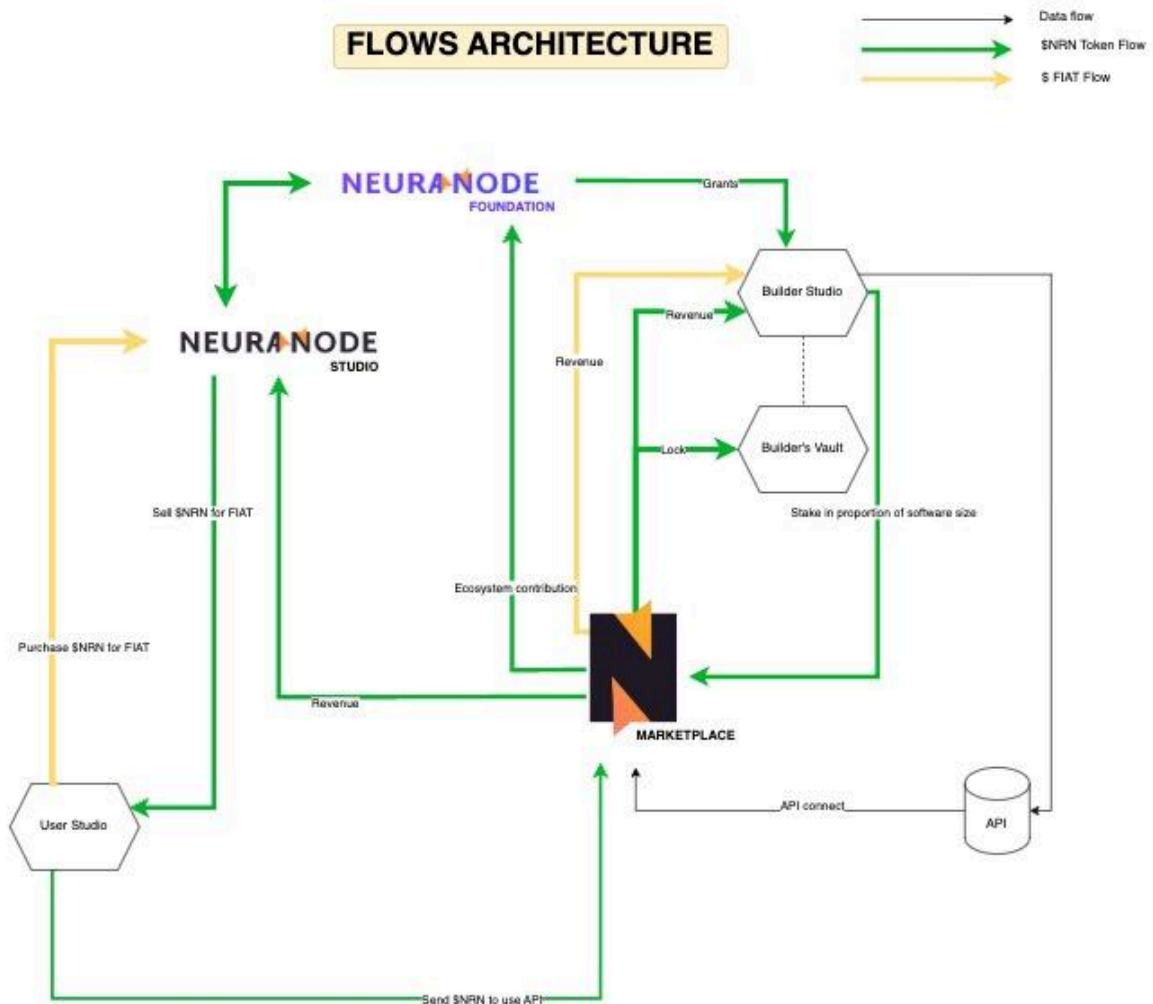 FLOWS ARCHITECTURE
Data flow
$NRN Token Flow
$ FIAT Flow
NEURANODE
FOUNDATION
Grants
Builder Studio
Revenue
NEURANODE
STUDIO
Revenue
Lock
Builder's Vault
Sell $NRN for FIAT
Stake in proportion of software size
Ecosystem contribution
Purchase $NRN for FIAT
Revenue
N
MARKETPLACE
API connect
API
User Studio
Send $NRN to use API